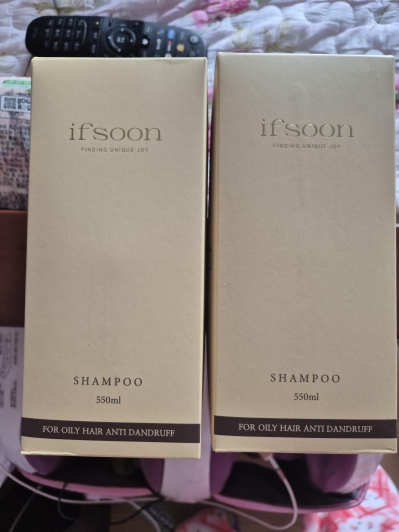 ifsoon
FINDING UNIQUE JOY
SHAMPOO
550ml
FOR OILY HAIR ANTI DANDRUFF
ifsoon
FINDING UNIQUE JOY
SHAMPOO
550ml
FOR OILY HAIR ANTI DANDRUFF